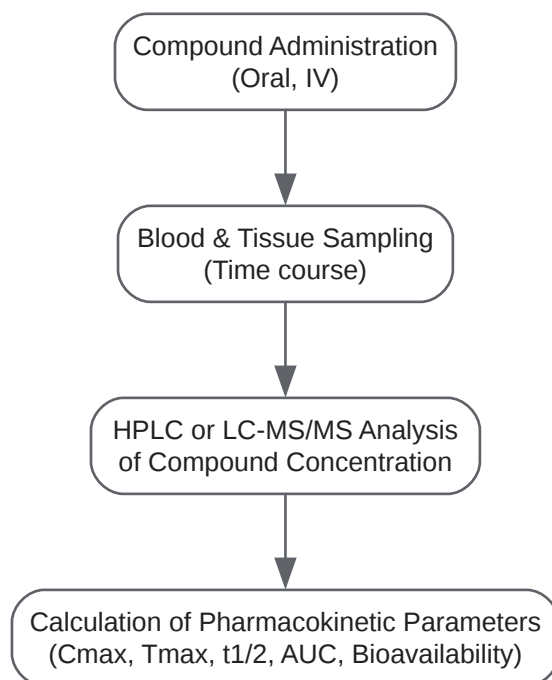 Compound Administration
(Oral, IV)
Blood & Tissue Sampling
(Time course)
HPLC or LC-MS/MS Analysis
of Compound Concentration
Calculation of Pharmacokinetic Parameters
(Cmax, Tmax, t1/2, AUC, Bioavailability)